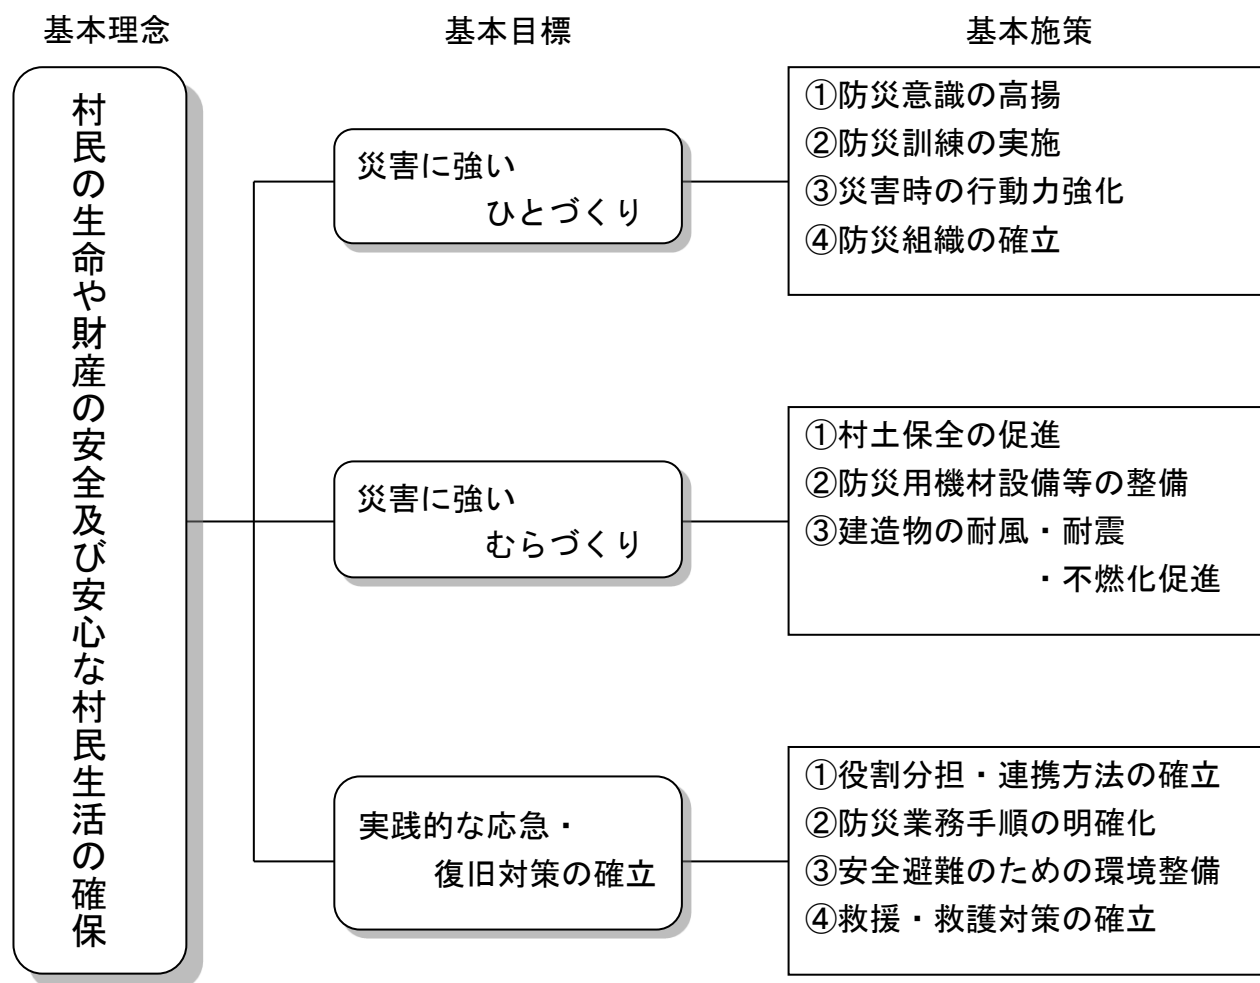 基本理念
基本目標
基本施策
村民の生命や財産の安全及び安心な村民生活の確保
災害に強い
ひとづくり
①防災意識の高揚
②防災訓練の実施
③災害時の行動力強化
④防災組織の確立
災害に強い
むらづくり
①村土保全の促進
②防災用機材設備等の整備
③建造物の耐風・耐震
・不燃化促進
実践的な応急・
復旧対策の確立
①役割分担・連携方法の確立
②防災業務手順の明確化
③安全避難のための環境整備
④救援・救護対策の確立